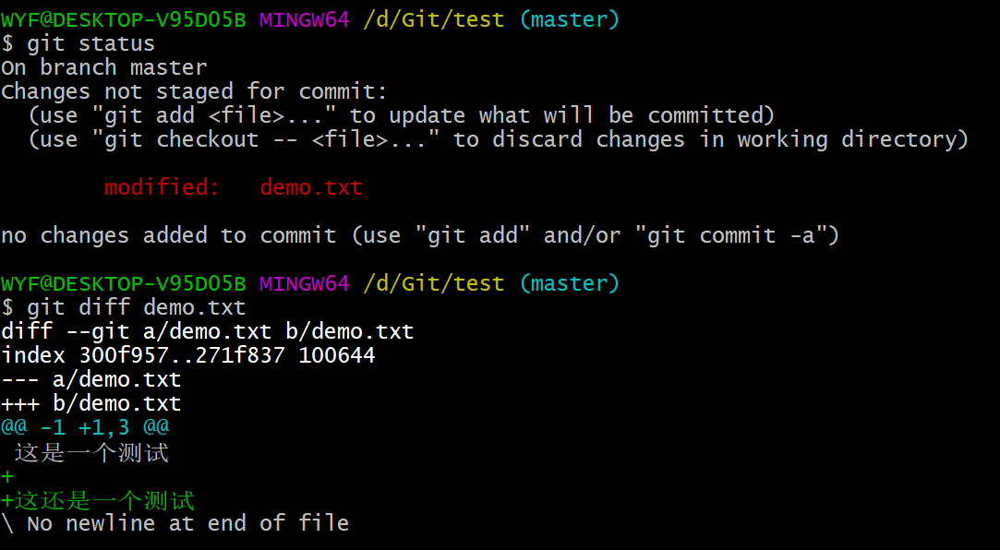 WYF@DESKTOP-V95DO5B MINGW64 /d/Git/test (master)
$ git status
On branch master
Changes not staged for commit:
  (use "git add <file>..." to update what will be committed)
  (use "git checkout -- <file>..." to discard changes in working directory)
        modified:   demo.txt
no changes added to commit (use "git add" and/or "git commit -a")
WYF@DESKTOP-V95DO5B MINGW64 /d/Git/test (master)
$ git diff demo.txt
diff --git a/demo.txt b/demo.txt
index 300f957..271f837 100644
--- a/demo.txt
+++ b/demo.txt
@@ -1 +1,3 @@
 这是一个测试
+
+这还是一个测试
\ No newline at end of file